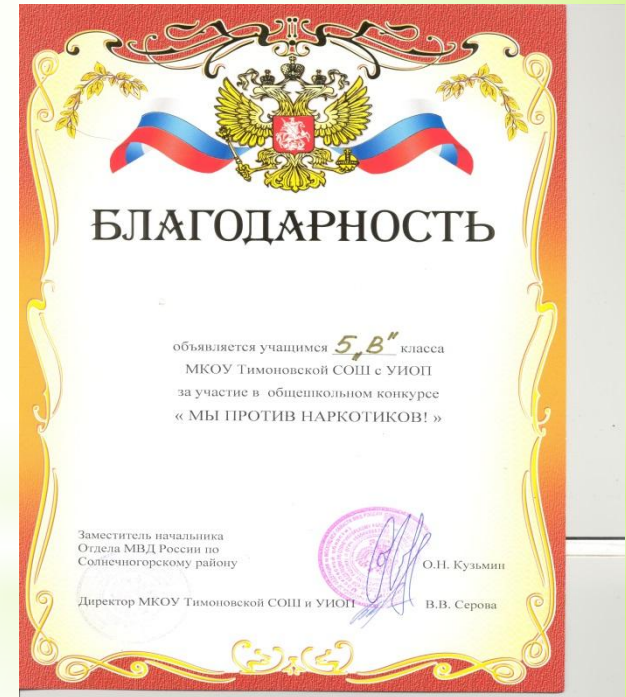 БЛАГОДАРНОСТЬ
объявляется учащимся 5 „В" класса
МКОУ Тимоновской СОШ с УИОП
за участие в общешкольном конкурсе
« МЫ ПРОТИВ НАРКОТИКОВ! »
Заместитель начальника
Отдела МВД России по
Солнечногорскому району
О.Н. Кузьмин
Директор МКОУ Тимоновской СОШ и УИОП
В.В. Серова